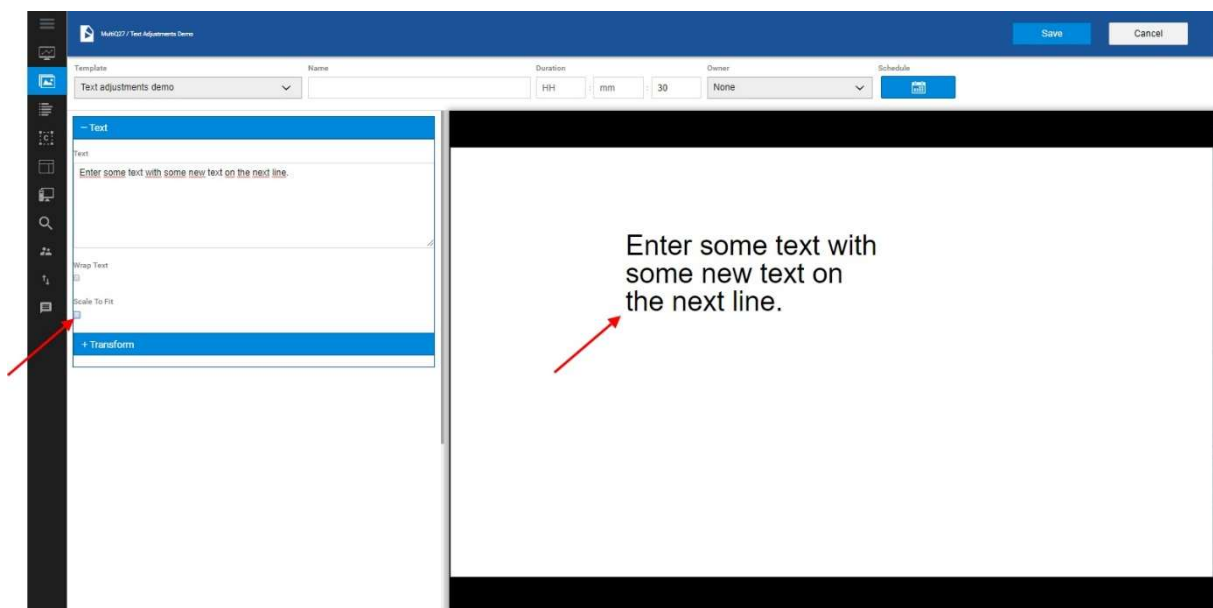 MultiQ27 / Text Adjustments Demo
Save
Cancel
Template
Name
Duration
Owner
Schedule
Text adjustments demo
HH : mm : 30
None
– Text
Text
Enter some text with some new text on the next line.
Wrap Text
Scale To Fit
+ Transform
Enter some text with
some new text on
the next line.